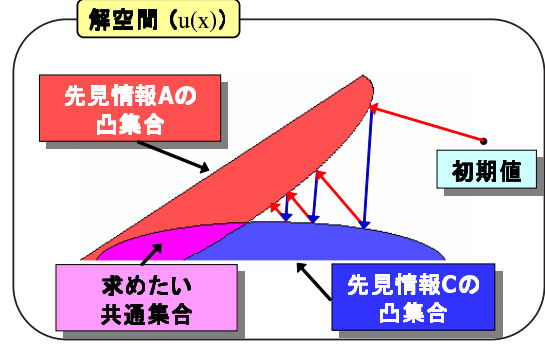 解空間（u(x)）
先見情報Aの
凸集合
初期値
求めたい
共通集合
先見情報Cの
凸集合